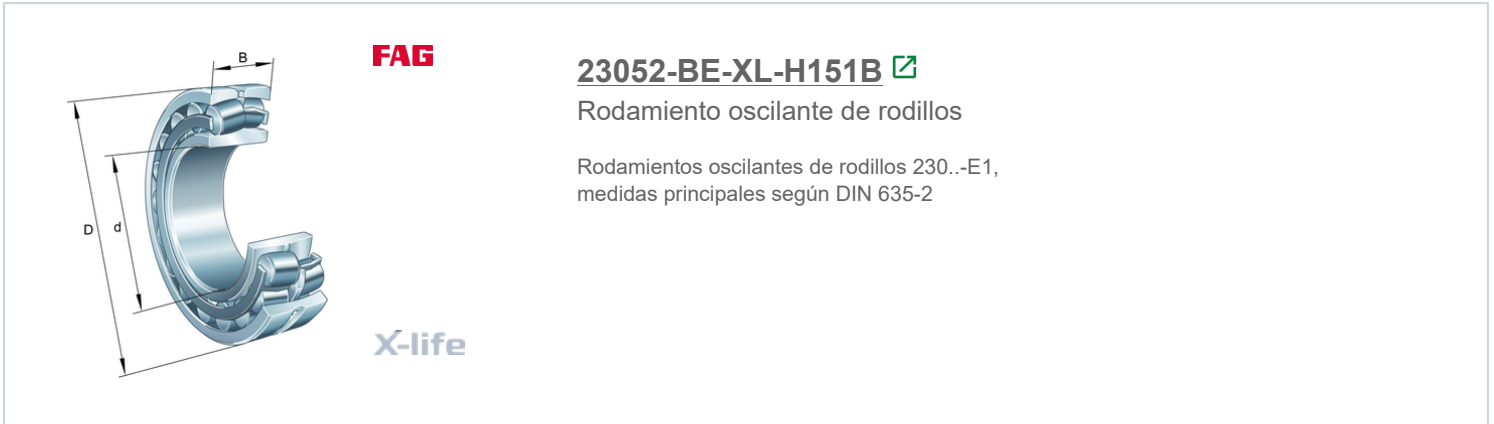 B
FAG
23052-BE-XL-H151B
Rodamiento oscilante de rodillos
Rodamientos oscilantes de rodillos 230..-E1,
medidas principales según DIN 635-2
D
d
X-life